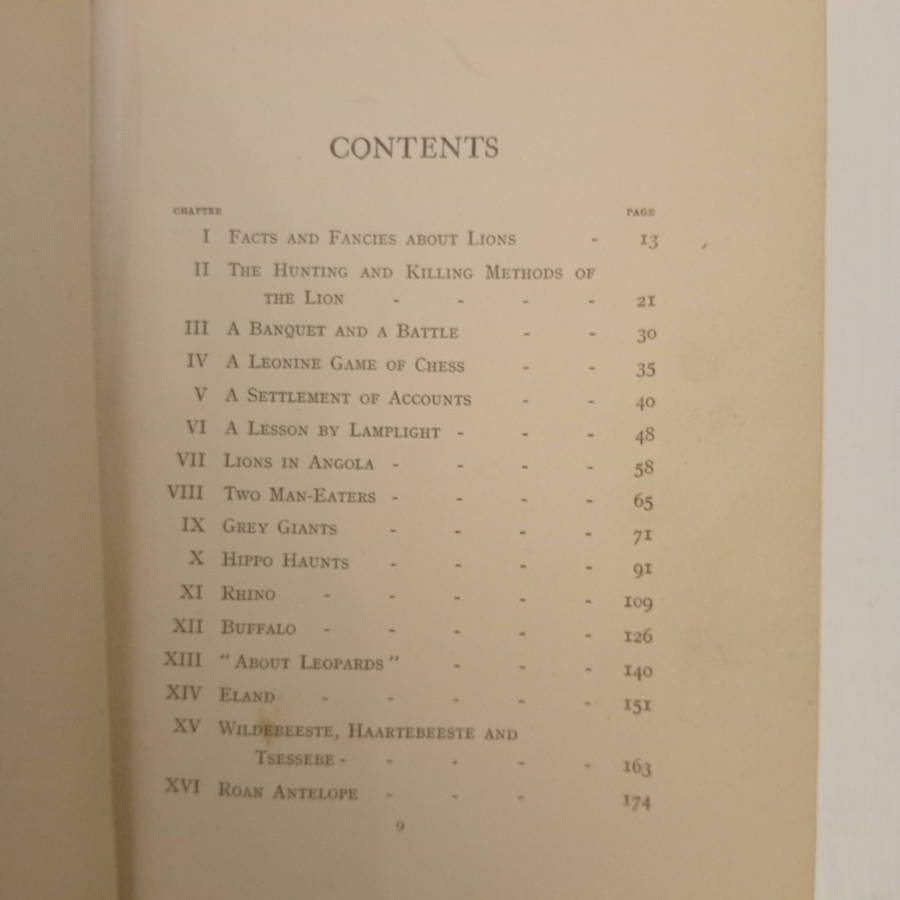 CONTENTS
CHAPTER PAGE
I FACTS AND FANCIES ABOUT LIONS - 13
II THE HUNTING AND KILLING METHODS OF
THE LION - - - - 21
III A BANQUET AND A BATTLE - - 30
IV A LEONINE GAME OF CHESS - - 35
V A SETTLEMENT OF ACCOUNTS - - 40
VI A LESSON BY LAMPLIGHT - - - 48
VII LIONS IN ANGOLA - - - - 58
VIII TWO MAN-EATERS - - - - 65
IX GREY GIANTS - - - - 71
X HIPPO HAUNTS - - - - 91
XI RHINO - - - - - 109
XII BUFFALO - - - - - 126
XIII "ABOUT LEOPARDS" - - - 140
XIV ELAND - - - - - 151
XV WILDEBEESTE, HAARTEBEESTE AND
TSESSEBE - - - - - 163
XVI ROAN ANTELOPE - - - 174
9